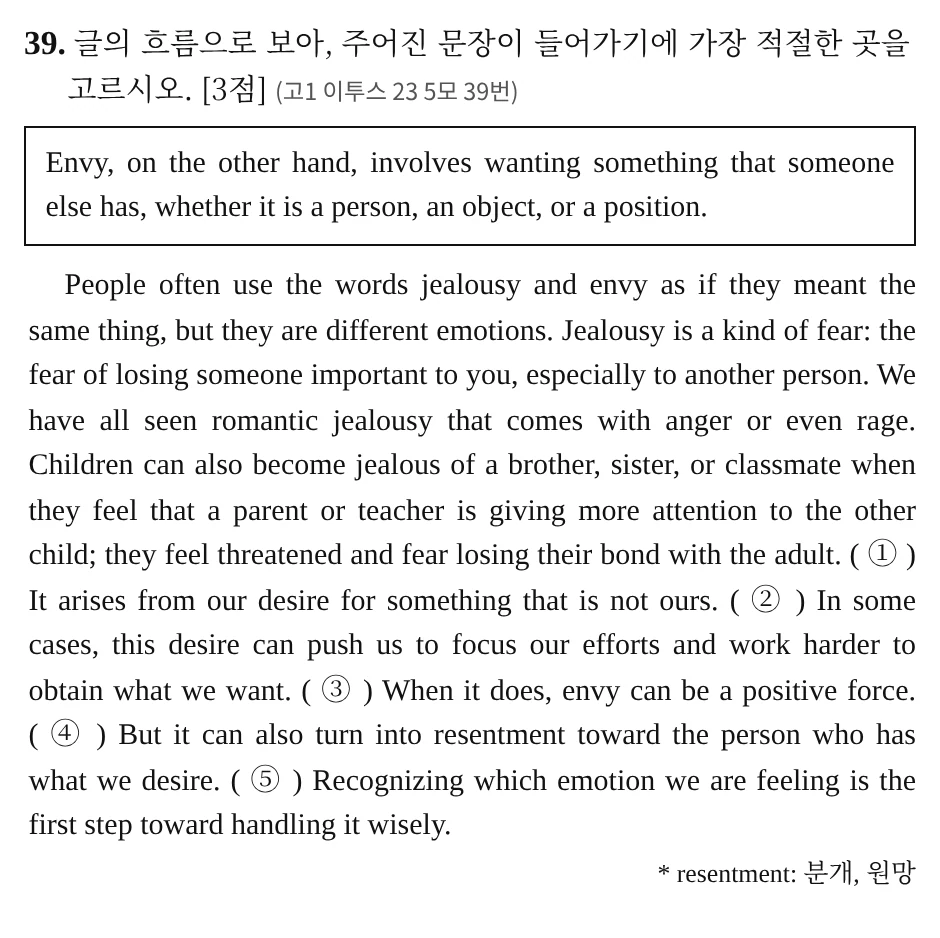 39. 글의 흐름으로 보아, 주어진 문장이 들어가기에 가장 적절한 곳을
고르시오. [3점] (고1 이투스 23 5모 39번)
Envy, on the other hand, involves wanting something that someone
else has, whether it is a person, an object, or a position.
People often use the words jealousy and envy as if they meant the
same thing, but they are different emotions. Jealousy is a kind of fear: the
fear of losing someone important to you, especially to another person. We
have all seen romantic jealousy that comes with anger or even rage.
Children can also become jealous of a brother, sister, or classmate when
they feel that a parent or teacher is giving more attention to the other
child; they feel threatened and fear losing their bond with the adult. ( ① )
It arises from our desire for something that is not ours. ( ② ) In some
cases, this desire can push us to focus our efforts and work harder to
obtain what we want. ( ③ ) When it does, envy can be a positive force.
( ④ ) But it can also turn into resentment toward the person who has
what we desire. ( ⑤ ) Recognizing which emotion we are feeling is the
first step toward handling it wisely.
* resentment: 분개, 원망